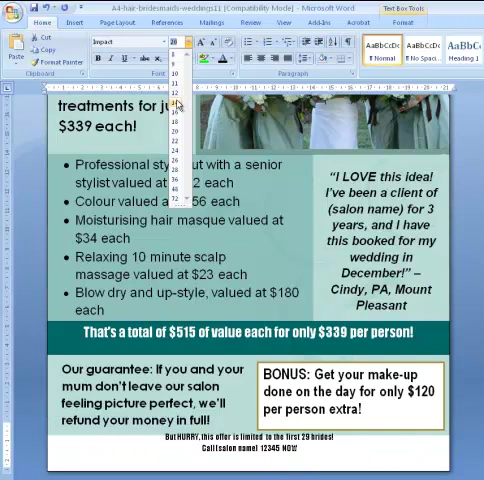 A4-hair-bridesmaids-weddings11 [Compatibility Mode] - Microsoft Word
Text Box Tools
Home Insert Page Layout References Mailings Review View Add-Ins Acrobat Format
Cut
Copy
Format Painter
Paste
Clipboard
Impact
B I U
Font
Paragraph
AaBbCcDc AaBbCcDc AaBbCc
¶ Normal ¶ No Spaci... Heading 1
8
9
10
11
12
14
16
18
20
22
24
26
28
36
48
72
treatments for ju
$339 each!
• Professional sty ut with a senior
stylist valued at 2 each
• Colour valued a 56 each
• Moisturising hair masque valued at
$34 each
• Relaxing 10 minute scalp
massage valued at $23 each
• Blow dry and up-style, valued at $180
each
“I LOVE this idea!
I’ve been a client of
(salon name) for 3
years, and I have
this booked for my
wedding in
December!” –
Cindy, PA, Mount
Pleasant
That’s a total of $515 of value each for only $339 per person!
Our guarantee: If you and your
mum don’t leave our salon
feeling picture perfect, we’ll
refund your money in full!
BONUS: Get your make-up
done on the day for only $120
per person extra!
But HURRY, this offer is limited to the first 29 brides!
Call (salon name) 12345 NOW